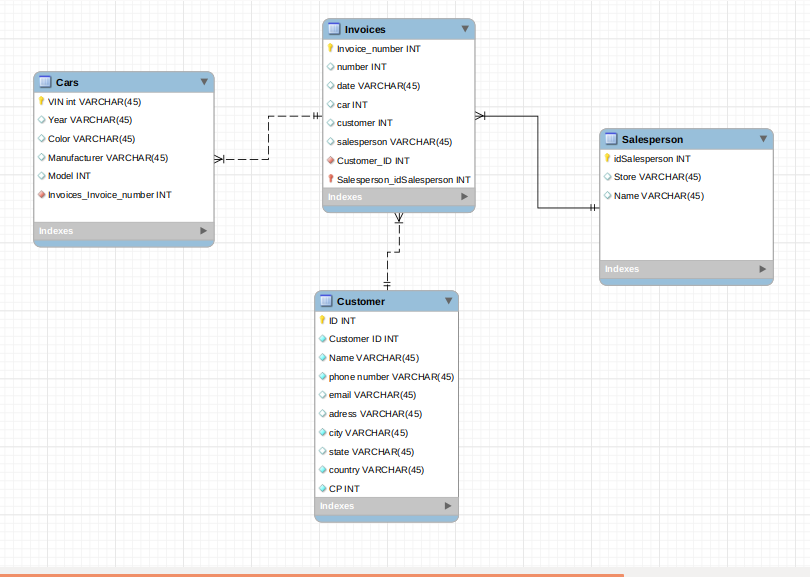 Invoices
Invoice_number INT
number INT
date VARCHAR(45)
car INT
customer INT
salesperson VARCHAR(45)
Customer_ID INT
Salesperson_idSalesperson INT
Indexes
Cars
VIN int VARCHAR(45)
Year VARCHAR(45)
Color VARCHAR(45)
Manufacturer VARCHAR(45)
Model INT
Invoices_Invoice_number INT
Indexes
Salesperson
idSalesperson INT
Store VARCHAR(45)
Name VARCHAR(45)
Indexes
Customer
ID INT
Customer ID INT
Name VARCHAR(45)
phone number VARCHAR(45)
email VARCHAR(45)
adress VARCHAR(45)
city VARCHAR(45)
state VARCHAR(45)
country VARCHAR(45)
CP INT
Indexes